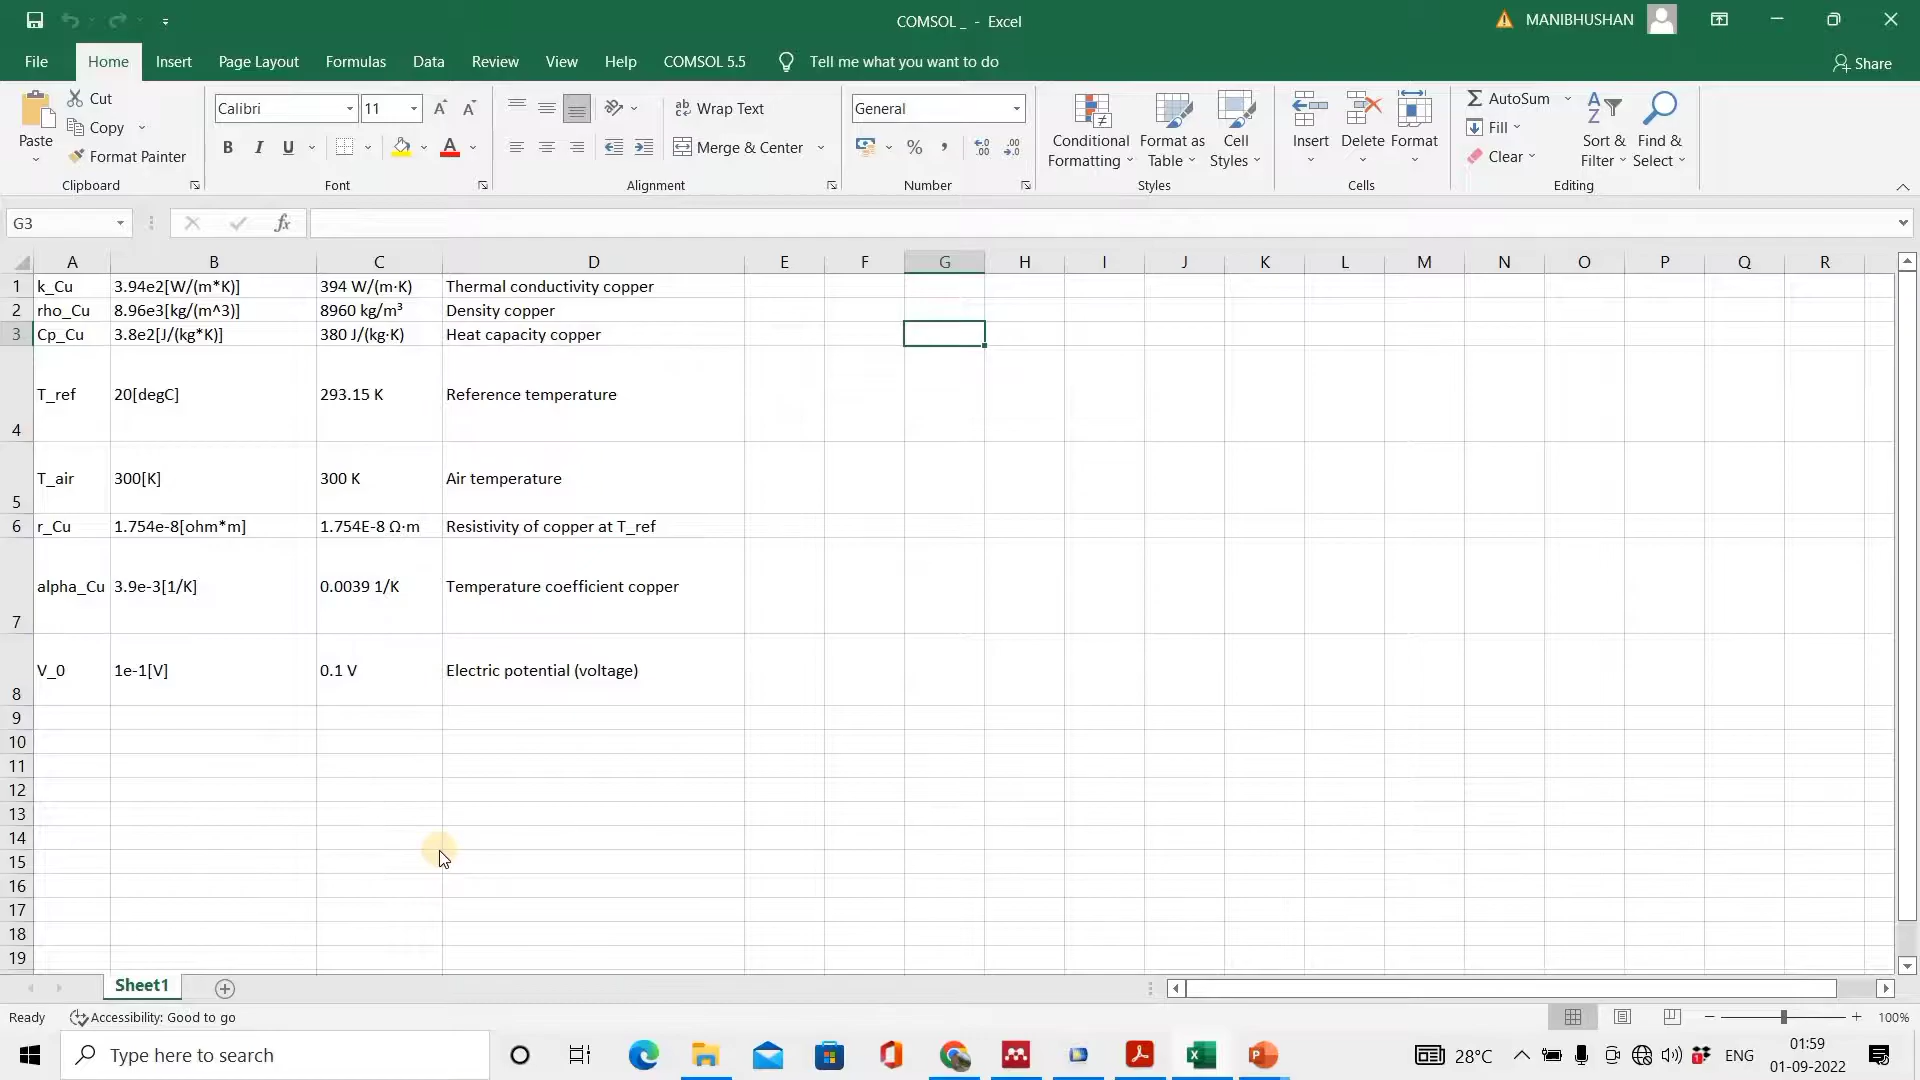 COMSOL _ - Excel
MANIBHUSHAN
File Home Insert Page Layout Formulas Data Review View Help COMSOL 5.5 Tell me what you want to do Share
Paste
Cut
Copy
Format Painter
Clipboard
Calibri 11
B I U
Font
ab Wrap Text
Merge & Center
Alignment
General
% ,
Number
Conditional Formatting
Format as Table
Cell Styles
Styles
Insert Delete Format
Cells
AutoSum
Fill
Clear
Sort & Filter
Find & Select
Editing
G3 fx
A B C D E F G H I J K L M N O P Q R
1 k_Cu 3.94e2[W/(m*K)] 394 W/(m·K) Thermal conductivity copper
2 rho_Cu 8.96e3[kg/(m^3)] 8960 kg/m³ Density copper
3 Cp_Cu 3.8e2[J/(kg*K)] 380 J/(kg·K) Heat capacity copper
4 T_ref 20[degC] 293.15 K Reference temperature
5 T_air 300[K] 300 K Air temperature
6 r_Cu 1.754e-8[ohm*m] 1.754E-8 Ω·m Resistivity of copper at T_ref
7 alpha_Cu 3.9e-3[1/K] 0.0039 1/K Temperature coefficient copper
8 V_0 1e-1[V] 0.1 V Electric potential (voltage)
9
10
11
12
13
14
15
16
17
18
19
Sheet1
Ready Accessibility: Good to go 100%
Type here to search 28°C ENG 01:59
01-09-2022